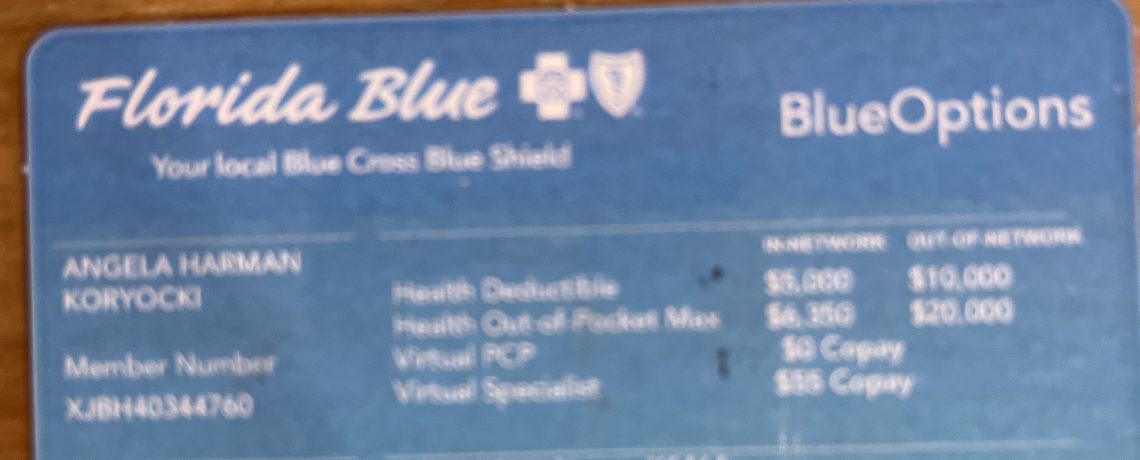 Florida Blue
BlueOptions
Your local Blue Cross Blue Shield
IN-NETWORK OUT-OF-NETWORK
ANGELA HARMAN
KORYOCKI
Health Deductible $5,000 $10,000
Health Out-of-Pocket Max $6,350 $20,000
Virtual PCP $0 Copay
Virtual Specialist $55 Copay
Member Number
XJBH40344760